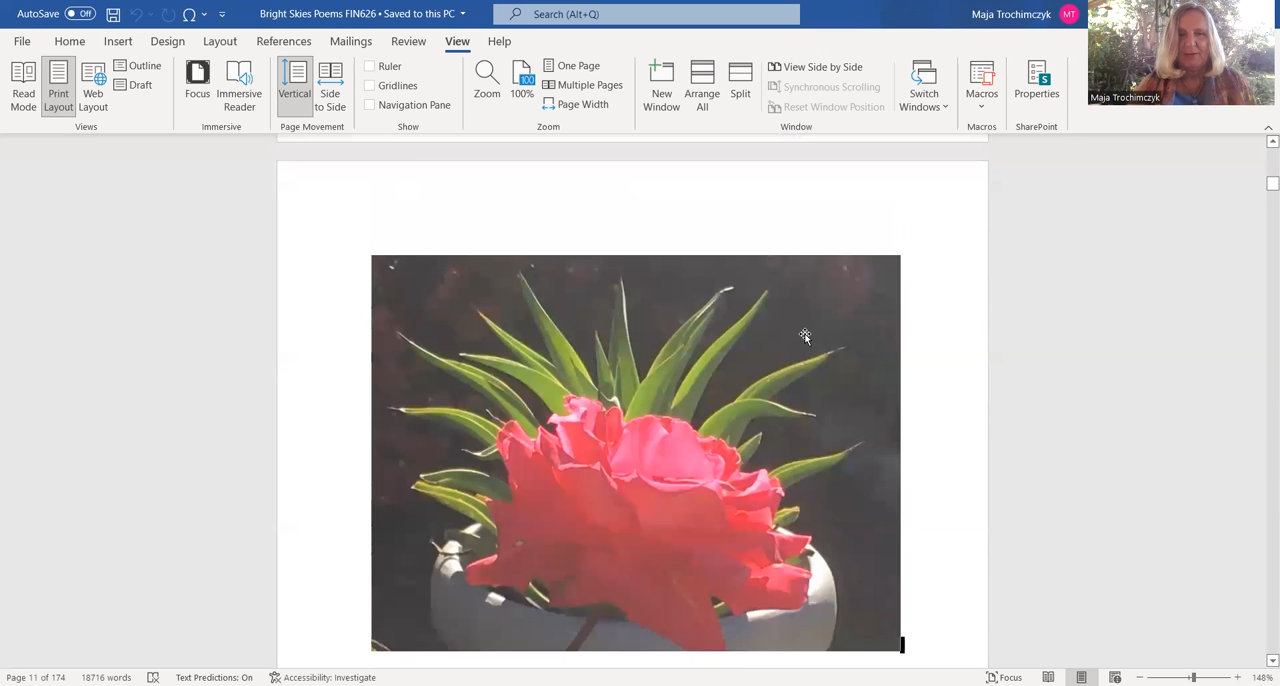 AutoSave Off Bright Skies Poems FIN626 • Saved to this PC Search (Alt+Q) Maja Trochimczyk MT
File Home Insert Design Layout References Mailings Review View Help
Read Mode Print Layout Web Layout Outline Draft Views
Focus Immersive Reader Immersive
Vertical Side to Side Page Movement
Ruler Gridlines Navigation Show
Zoom 100 100% One Page Multiple Pages Page Width Zoom
New Window Arrange All Split View Side by Side Synchronous Scrolling Reset Window Position Switch Windows Window
Macros Macros
Properties SharePoint
Maja Trochimczyk
Page 11 of 174 18716 words Text Predictions: On Accessibility: Investigate Focus 148%